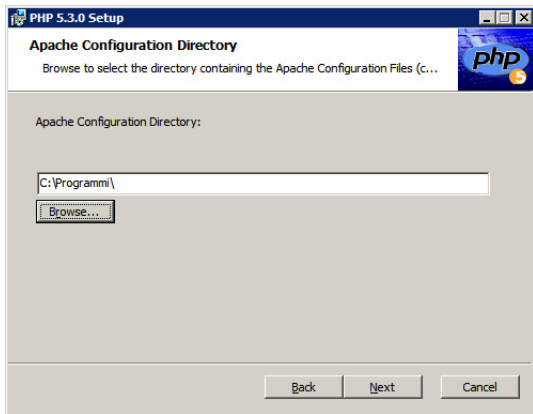 PHP 5.3.0 Setup
Apache Configuration Directory
Browse to select the directory containing the Apache Configuration Files (c...
php
5
Apache Configuration Directory:
C:\Programmi\
Browse...
Back Next Cancel